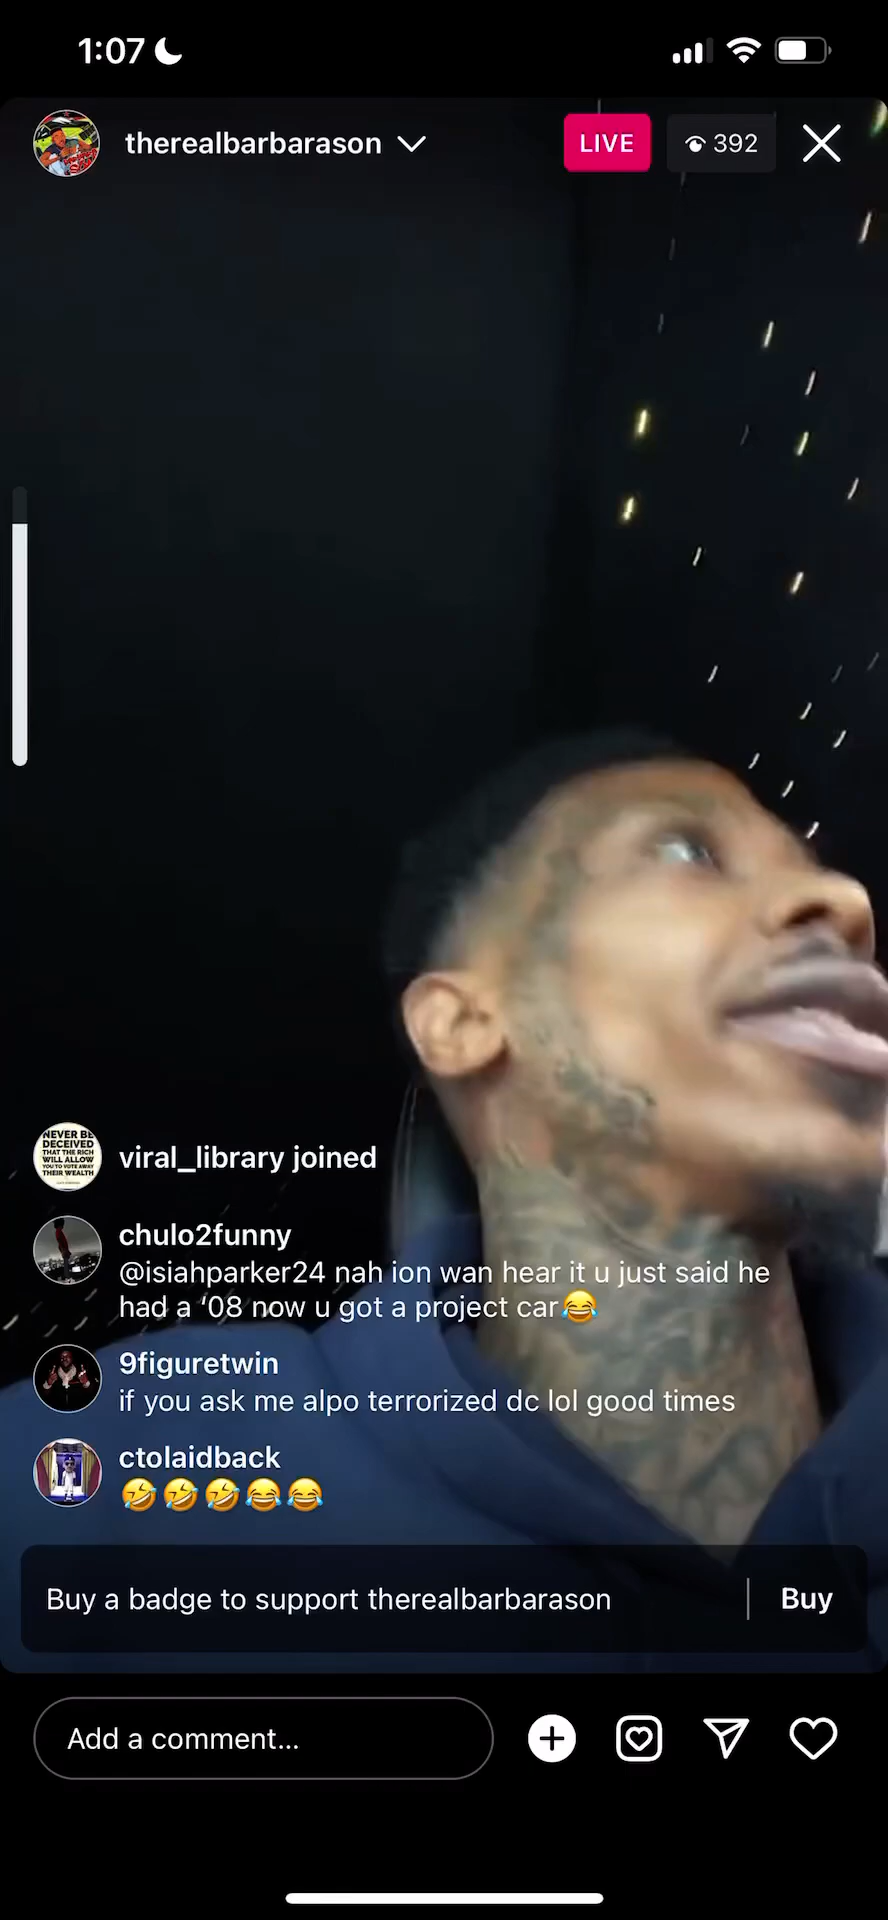 1:07
therealbarbarason
LIVE
392
NEVER BE
DECEIVED
THAT THE RICH
WILL ALLOW
YOU TO VOTE AWAY
THEIR WEALTH
viral_library joined
chulo2funny
@isiahparker24 nah ion wan hear it u just said he
had a ‘08 now u got a project car😂
9figuretwin
if you ask me alpo terrorized dc lol good times
ctolaidback
🤣🤣🤣😂😂
Buy a badge to support therealbarbarason
Buy
Add a comment...